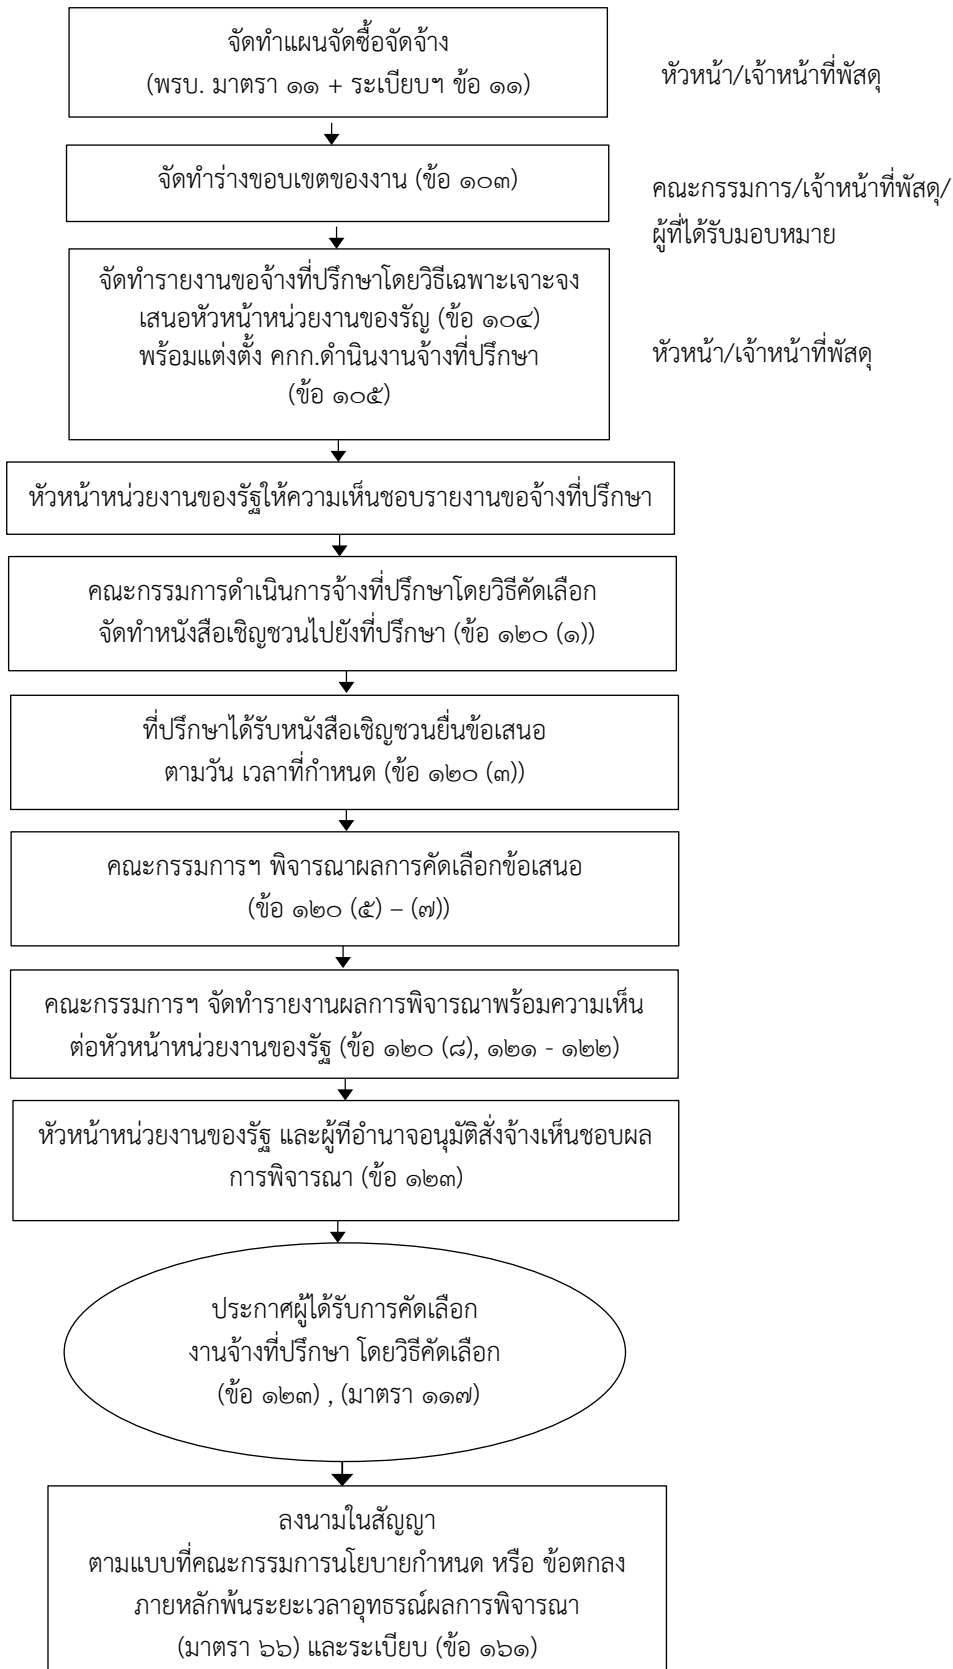 จัดทำแผนจัดซื้อจัดจ้าง
(พรบ. มาตรา ๑๑ + ระเบียบฯ ข้อ ๑๑)
หัวหน้า/เจ้าหน้าที่พัสดุ
จัดทำร่างขอบเขตของงาน (ข้อ ๑๐๓)
คณะกรรมการ/เจ้าหน้าที่พัสดุ/
ผู้ที่ได้รับมอบหมาย
จัดทำรายงานขอจ้างที่ปรึกษาโดยวิธีเฉพาะเจาะจง
เสนอหัวหน้าหน่วยงานของรัญ (ข้อ ๑๐๔)
พร้อมแต่งตั้ง คกก.ดำนินงานจ้างที่ปรึกษา
(ข้อ ๑๐๕)
หัวหน้า/เจ้าหน้าที่พัสดุ
หัวหน้าหน่วยงานของรัฐให้ความเห็นชอบรายงานขอจ้างที่ปรึกษา
คณะกรรมการดำเนินการจ้างที่ปรึกษาโดยวิธีคัดเลือก
จัดทำหนังสือเชิญชวนไปยังที่ปรึกษา (ข้อ ๑๒๐ (๑))
ที่ปรึกษาได้รับหนังสือเชิญชวนยื่นข้อเสนอ
ตามวัน เวลาที่กำหนด (ข้อ ๑๒๐ (๓))
คณะกรรมการฯ พิจารณาผลการคัดเลือกข้อเสนอ
(ข้อ ๑๒๐ (๕) – (๗))
คณะกรรมการฯ จัดทำรายงานผลการพิจารณาพร้อมความเห็น
ต่อหัวหน้าหน่วยงานของรัฐ (ข้อ ๑๒๐ (๘), ๑๒๑ - ๑๒๒)
หัวหน้าหน่วยงานของรัฐ และผู้ทีอำนาจอนุมัติสั่งจ้างเห็นชอบผล
การพิจารณา (ข้อ ๑๒๓)
ประกาศผู้ได้รับการคัดเลือก
งานจ้างที่ปรึกษา โดยวิธีคัดเลือก
(ข้อ ๑๒๓) , (มาตรา ๑๑๗)
ลงนามในสัญญา
ตามแบบที่คณะกรรมการนโยบายกำหนด หรือ ข้อตกลง
ภายหลักพ้นระยะเวลาอุทธรณ์ผลการพิจารณา
(มาตรา ๖๖) และระเบียบ (ข้อ ๑๖๑)